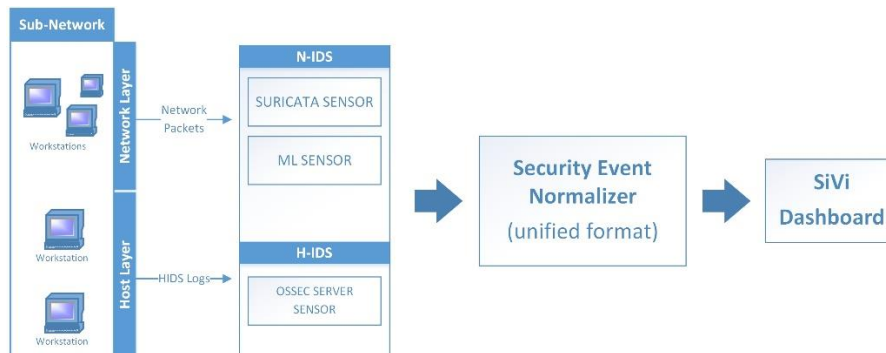 Sub-Network
Workstations
Workstation
Workstation
Network Layer
Host Layer
Network
Packets
HIDS Logs
N-IDS
SURICATA SENSOR
ML SENSOR
H-IDS
OSSEC SERVER
SENSOR
Security Event
Normalizer
(unified format)
SiVi
Dashboard